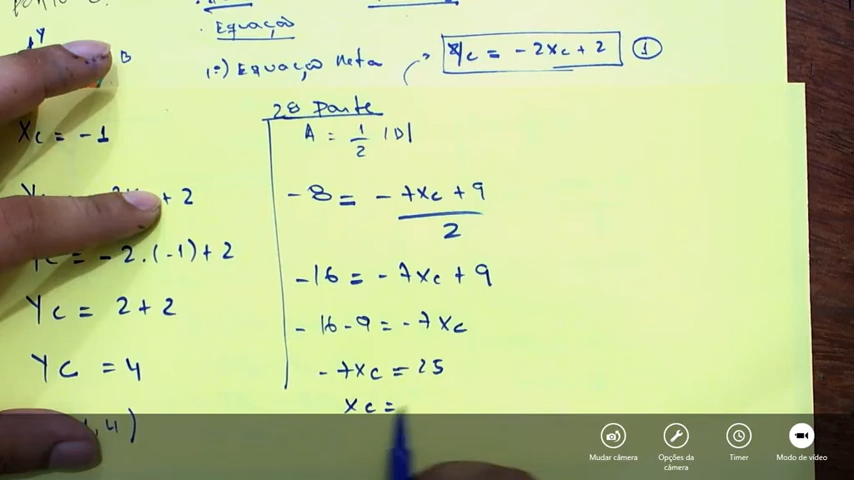 Equação
1º) Equação Reta
Yc = -2Xc + 2 1
Y
B
Xc = -1
+ 2
Yc = -2.(-1) + 2
Yc = 2 + 2
Yc = 4
, 4)
2ª Parte
A = 1/2 |D|
-8 = -7Xc + 9
2
-16 = -7Xc + 9
-16 - 9 = -7Xc
-7Xc = 25
Xc =
Mudar câmera
Opções da câmera
Timer
Modo de vídeo